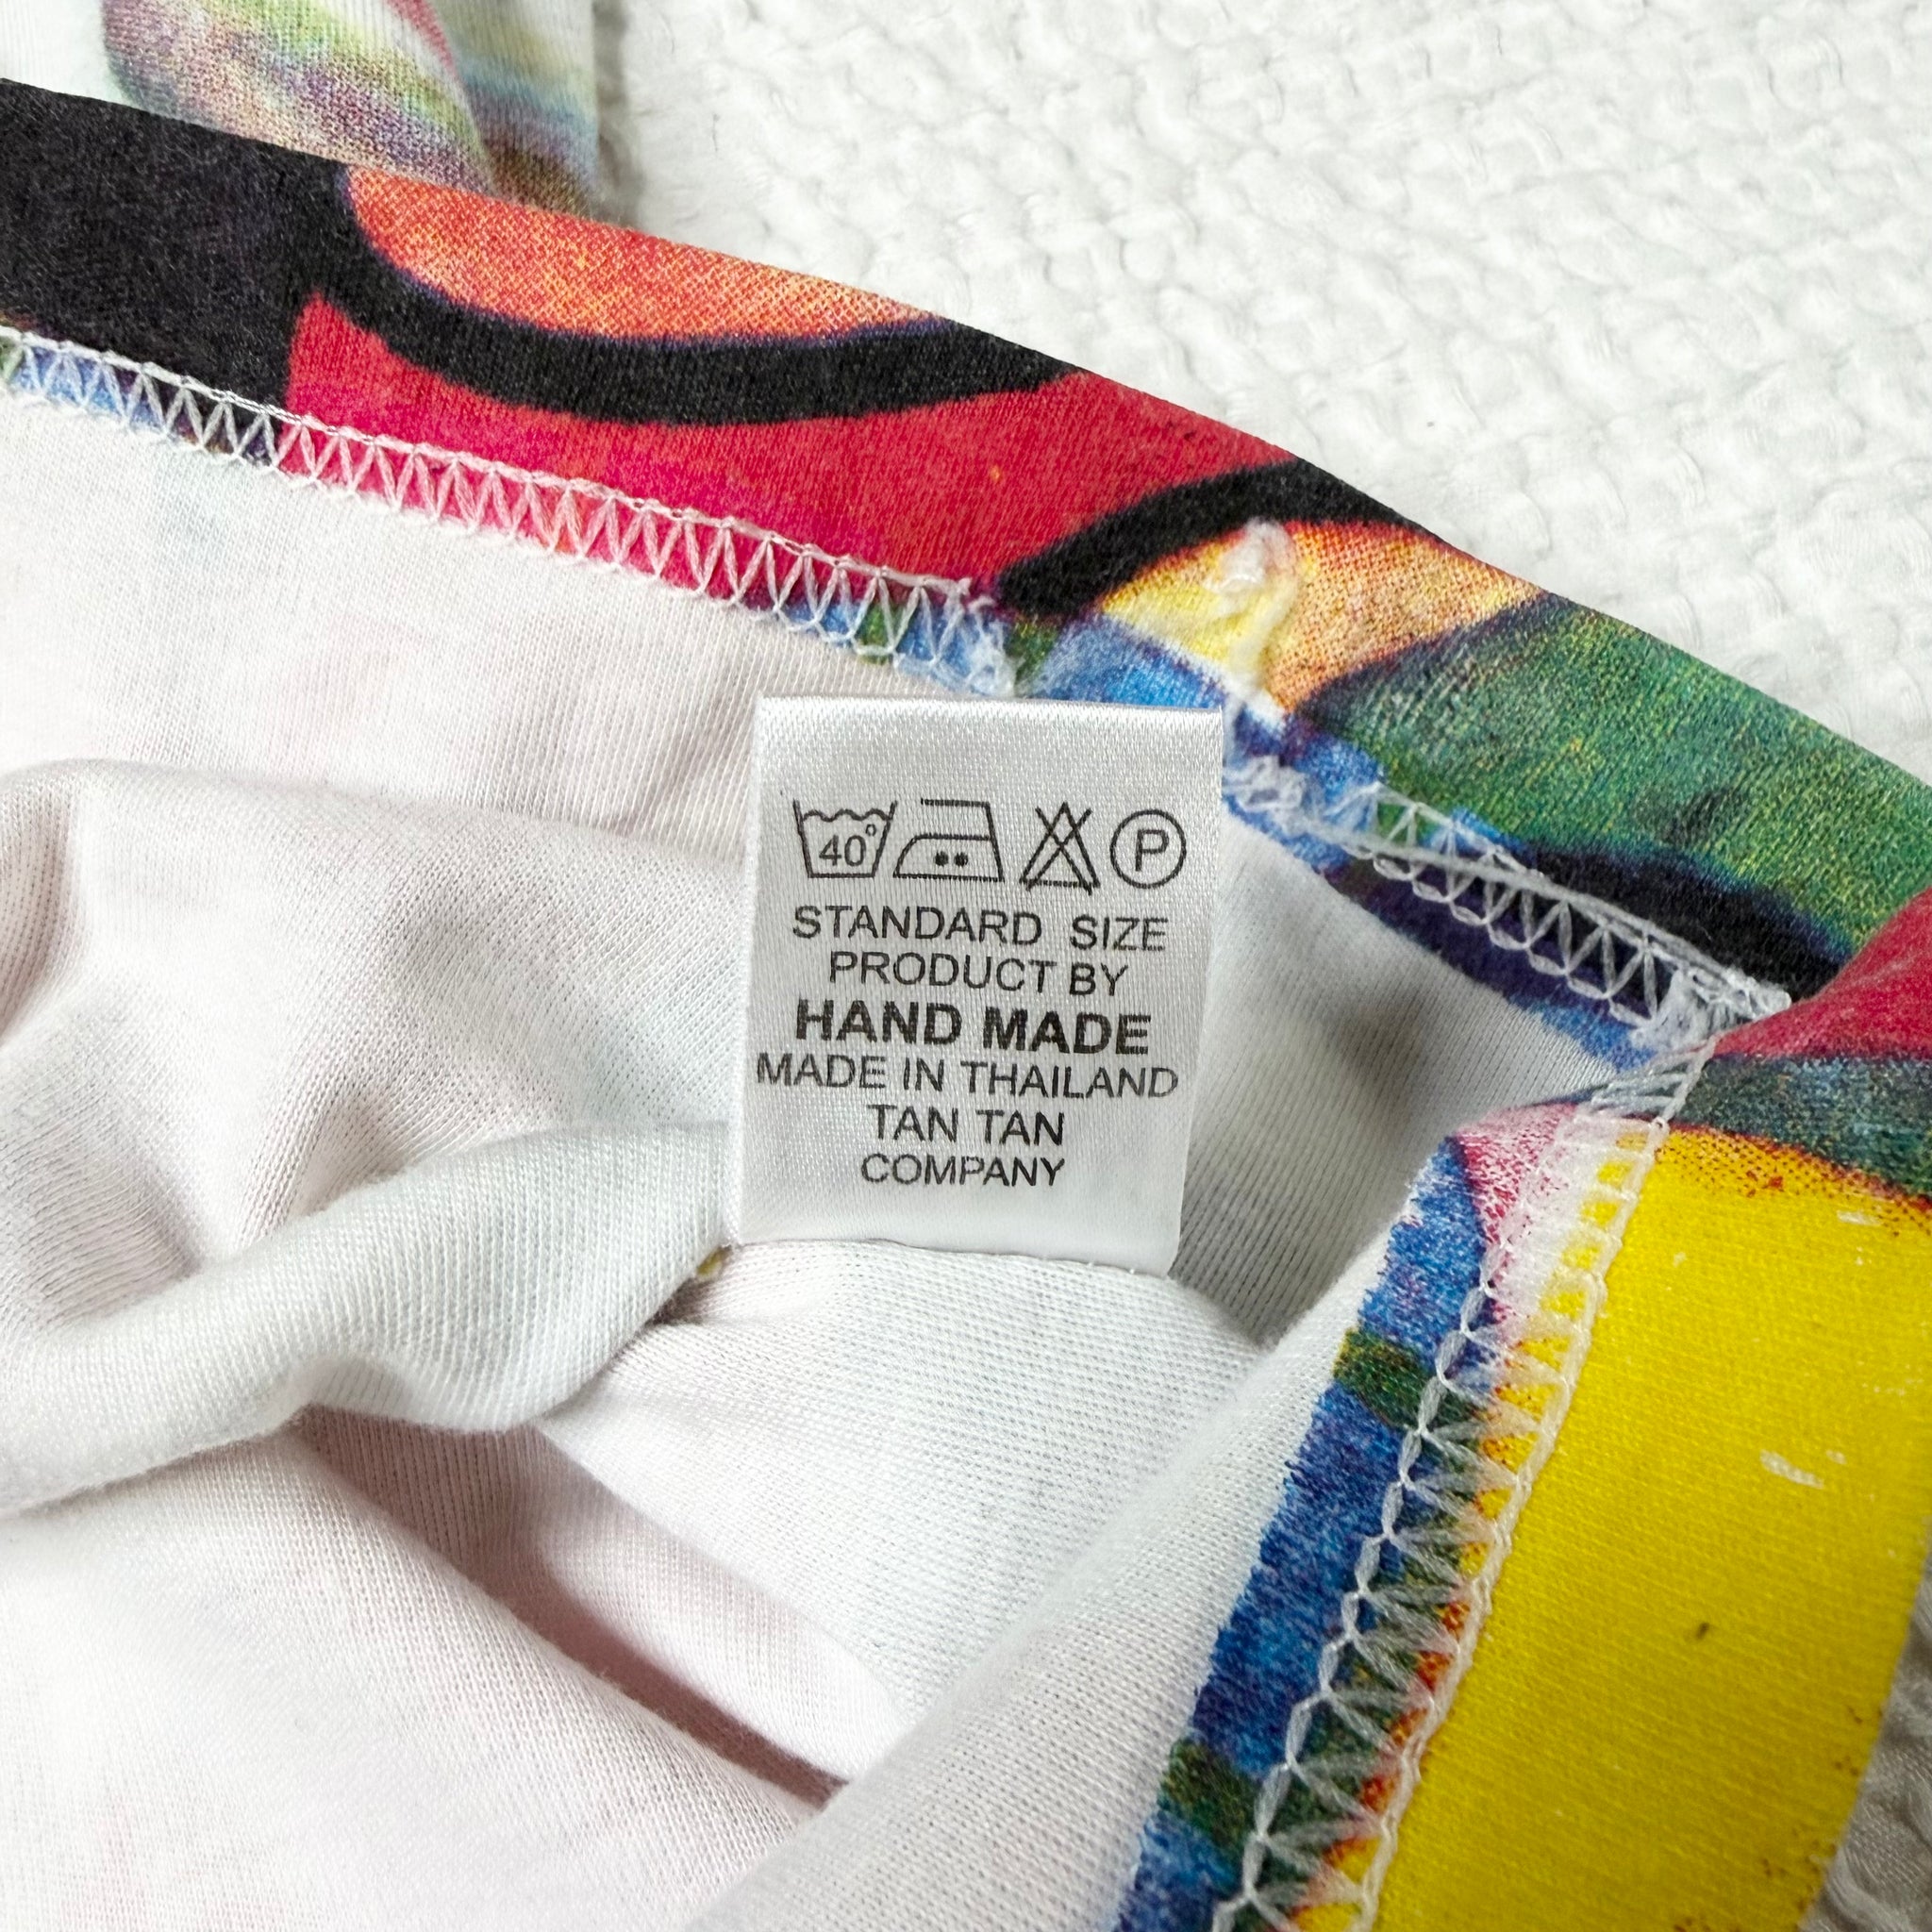 40°
P
STANDARD SIZE
PRODUCT BY
HAND MADE
MADE IN THAILAND
TAN TAN
COMPANY